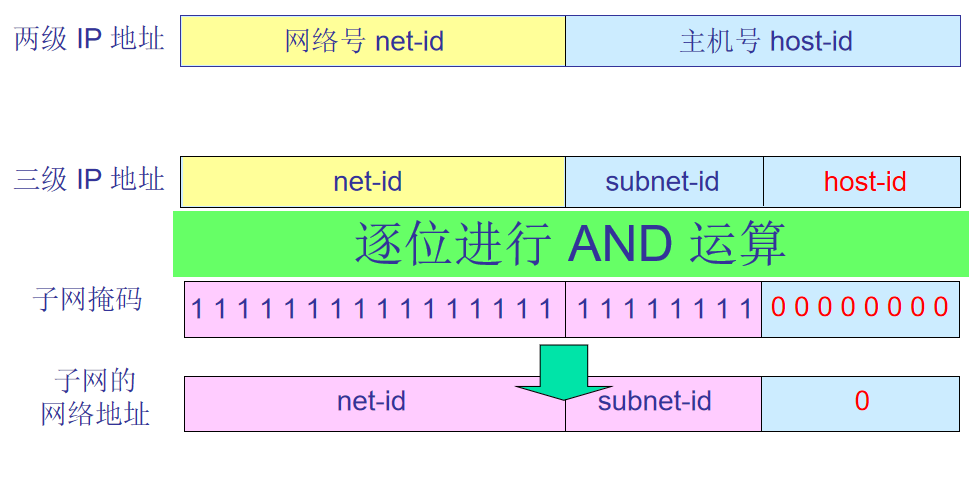 两级 IP 地址
网络号 net-id
主机号 host-id
三级 IP 地址
net-id
subnet-id
host-id
逐位进行 AND 运算
子网掩码
1 1 1 1 1 1 1 1 1 1 1 1 1 1 1 1
1 1 1 1 1 1 1 1
0 0 0 0 0 0 0 0
子网的
网络地址
net-id
subnet-id
0